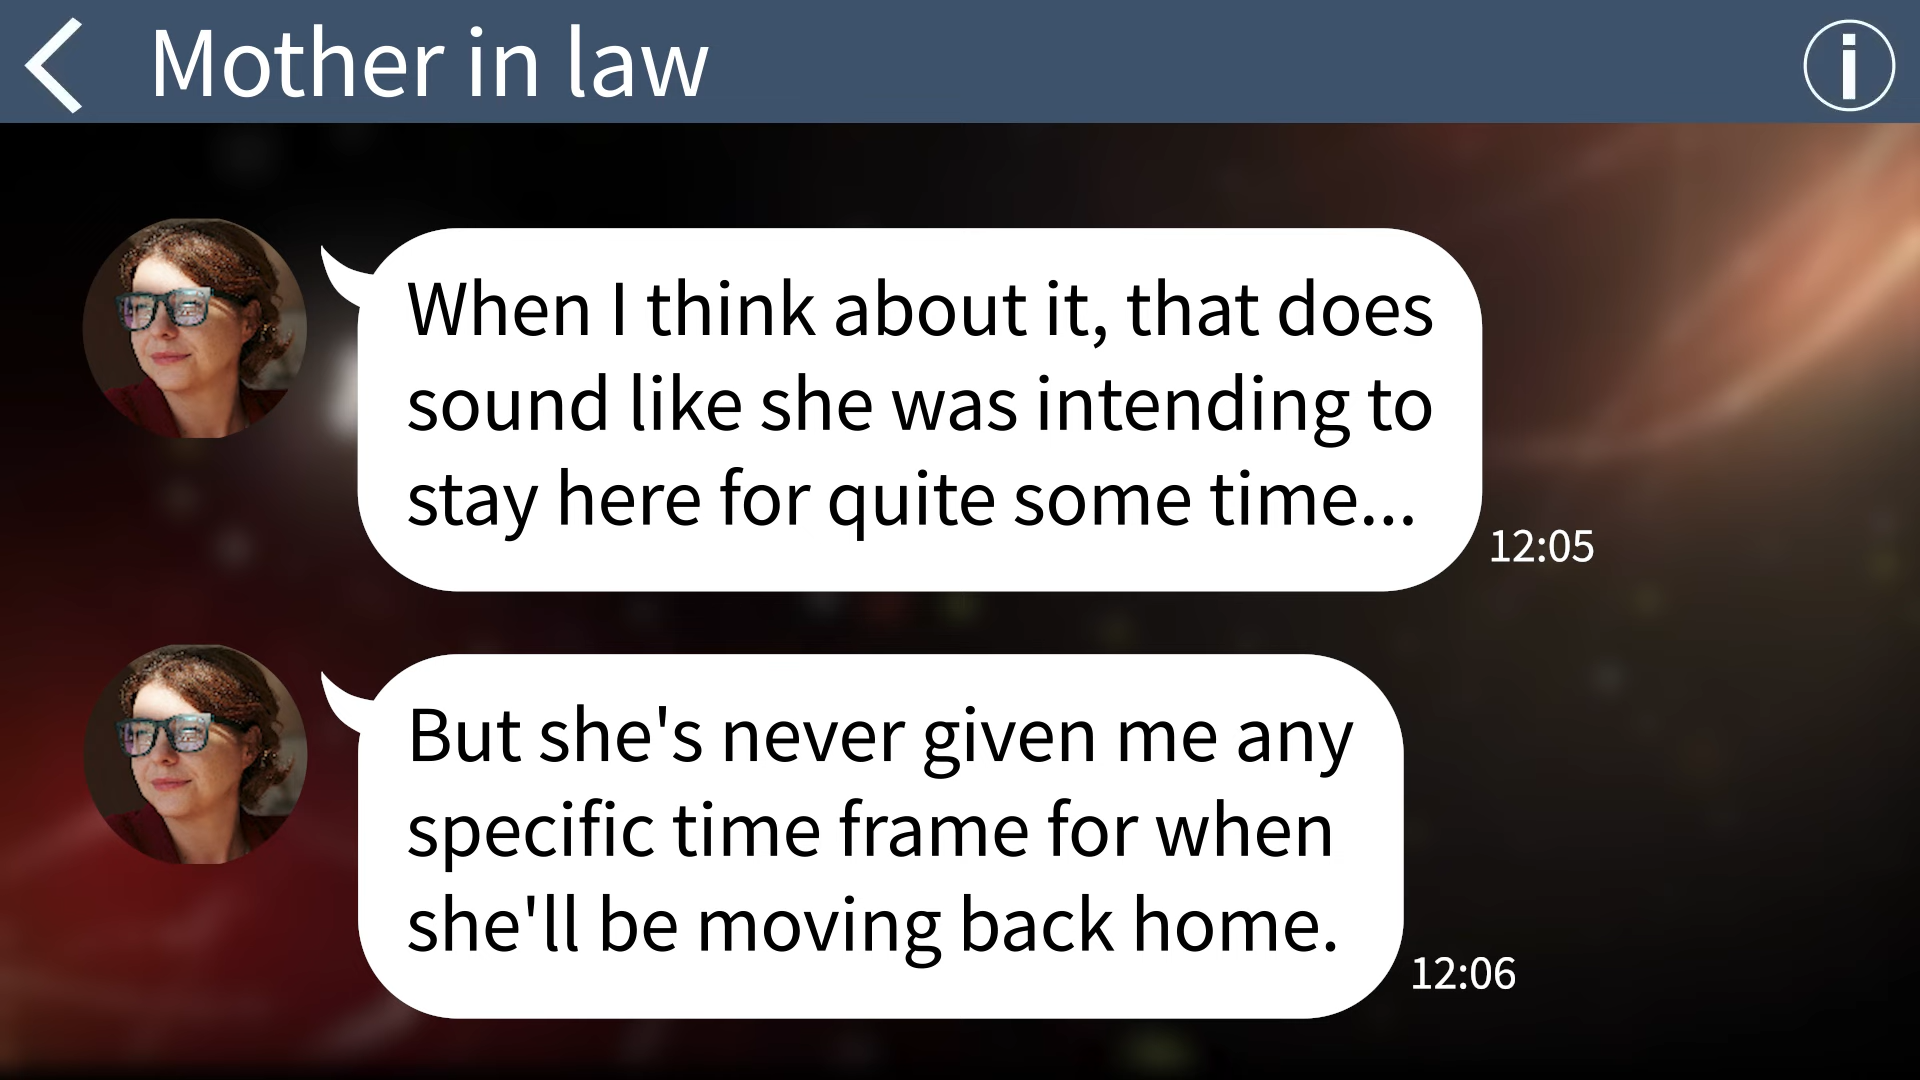 Mother in law
When I think about it, that does
sound like she was intending to
stay here for quite some time...
12:05
But she's never given me any
specific time frame for when
she'll be moving back home.
12:06